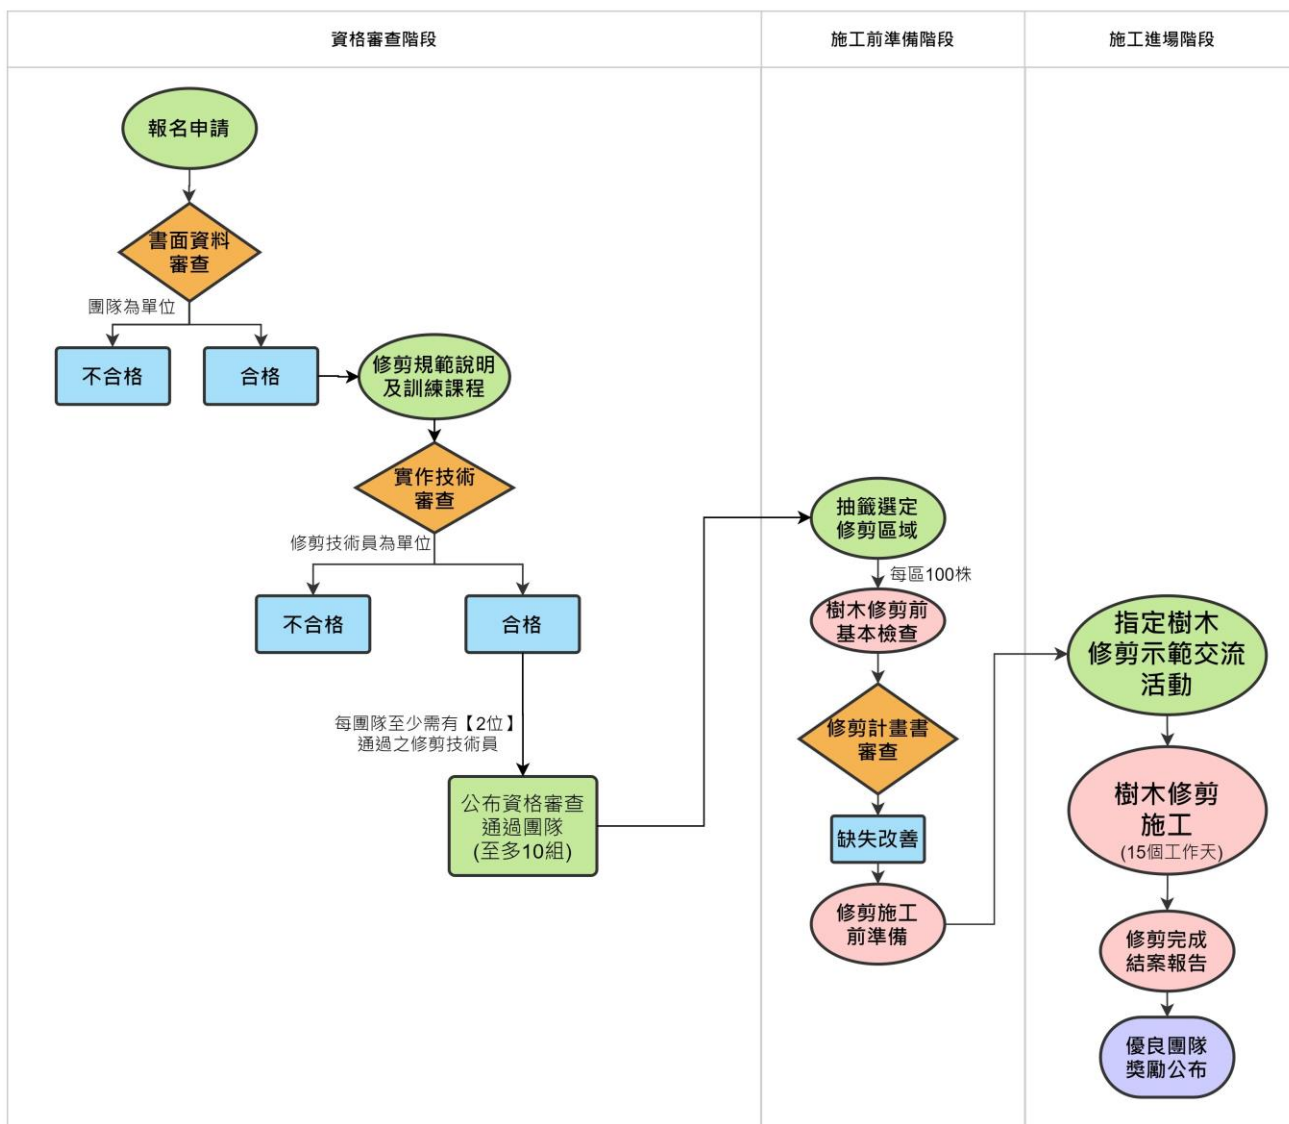 資格審查階段
施工前準備階段
施工進場階段
報名申請
書面資料
審查
團隊為單位
不合格
合格
修剪規範說明
及訓練課程
實作技術
審查
修剪技術員為單位
不合格
合格
每團隊至少需有【2位】
通過之修剪技術員
公布資格審查
通過團隊
(至多10組)
抽籤選定
修剪區域
每區100株
樹木修剪前
基本檢查
修剪計畫書
審查
缺失改善
修剪施工
前準備
指定樹木
修剪示範交流
活動
樹木修剪
施工
(15個工作天)
修剪完成
結案報告
優良團隊
獎勵公布